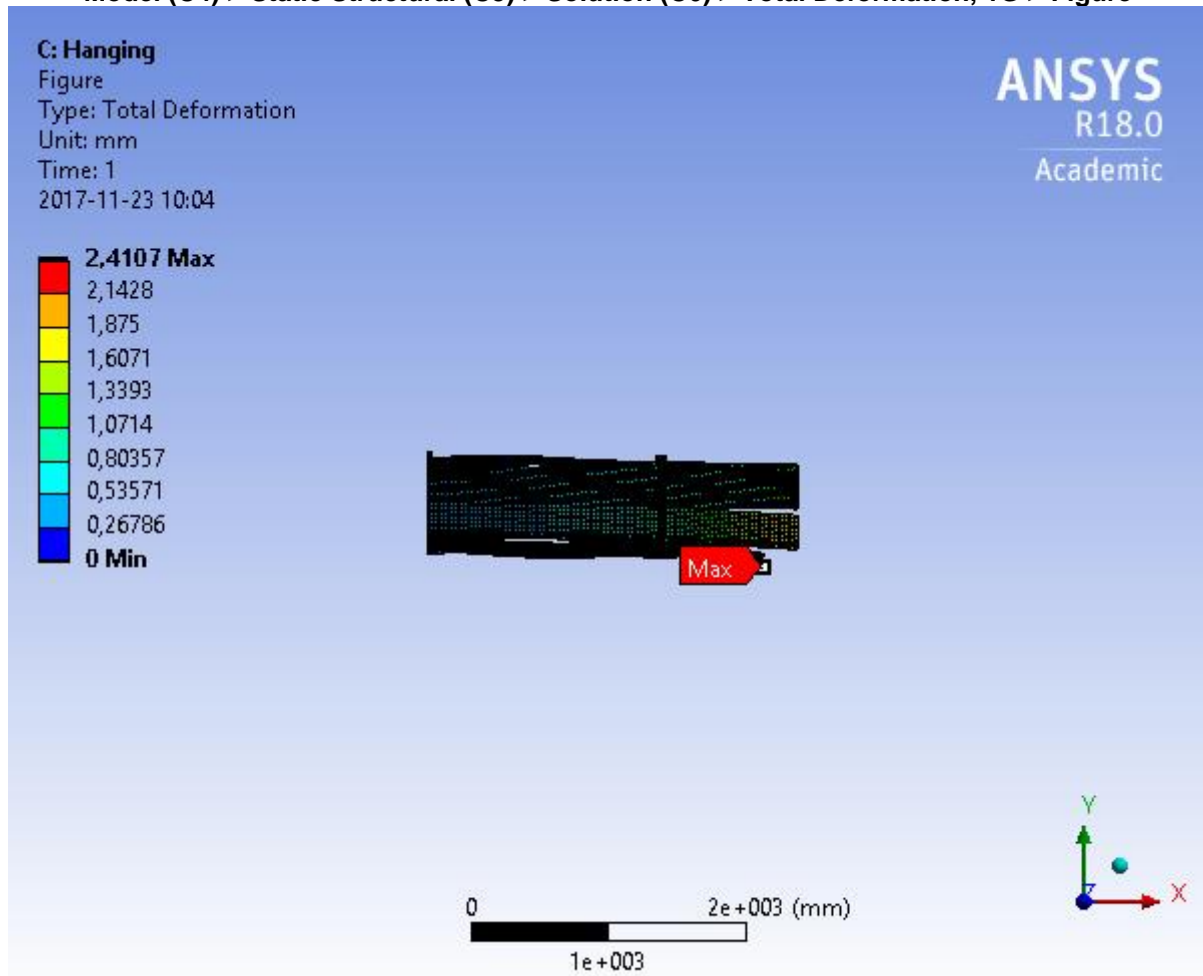 C: Hanging
Figure
Type: Total Deformation
Unit: mm
Time: 1
2017-11-23 10:04
ANSYS
R18.0
Academic
2,4107 Max
2,1428
1,875
1,6071
1,3393
1,0714
0,80357
0,53571
0,26786
0 Min
Max
Y
Z
X
0
2e+003 (mm)
1e+003